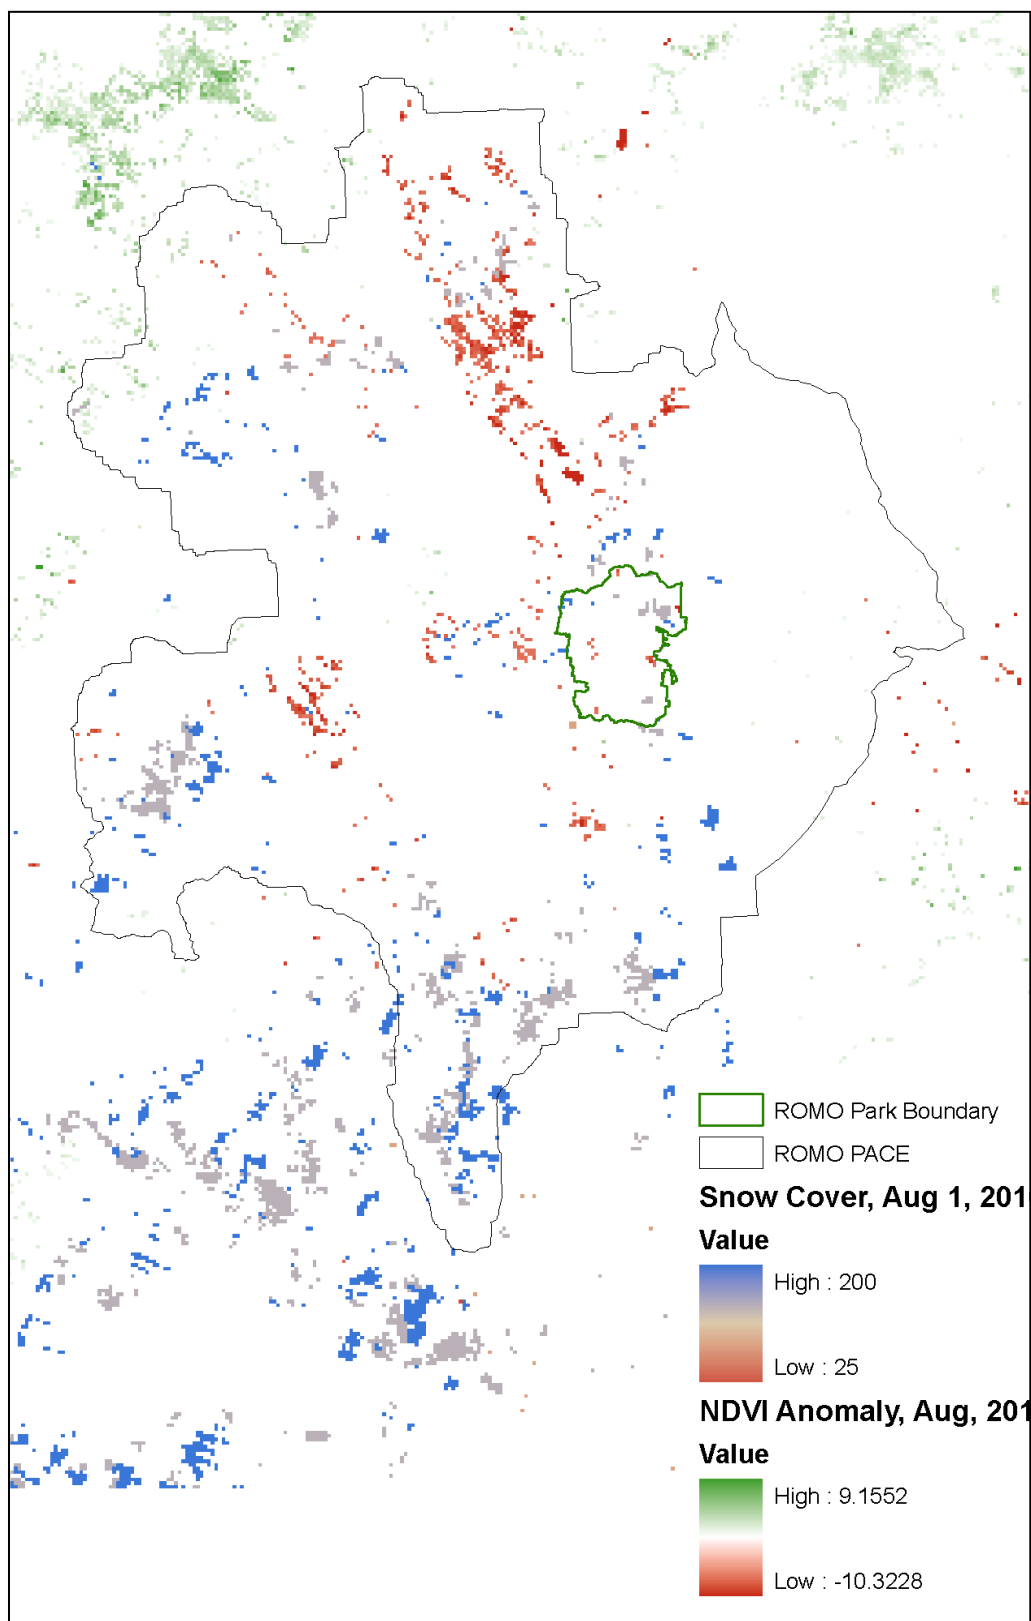 ROMO Park Boundary
ROMO PACE
Snow Cover, Aug 1, 201
Value
High : 200
Low : 25
NDVI Anomaly, Aug, 201
Value
High : 9.1552
Low : -10.3228